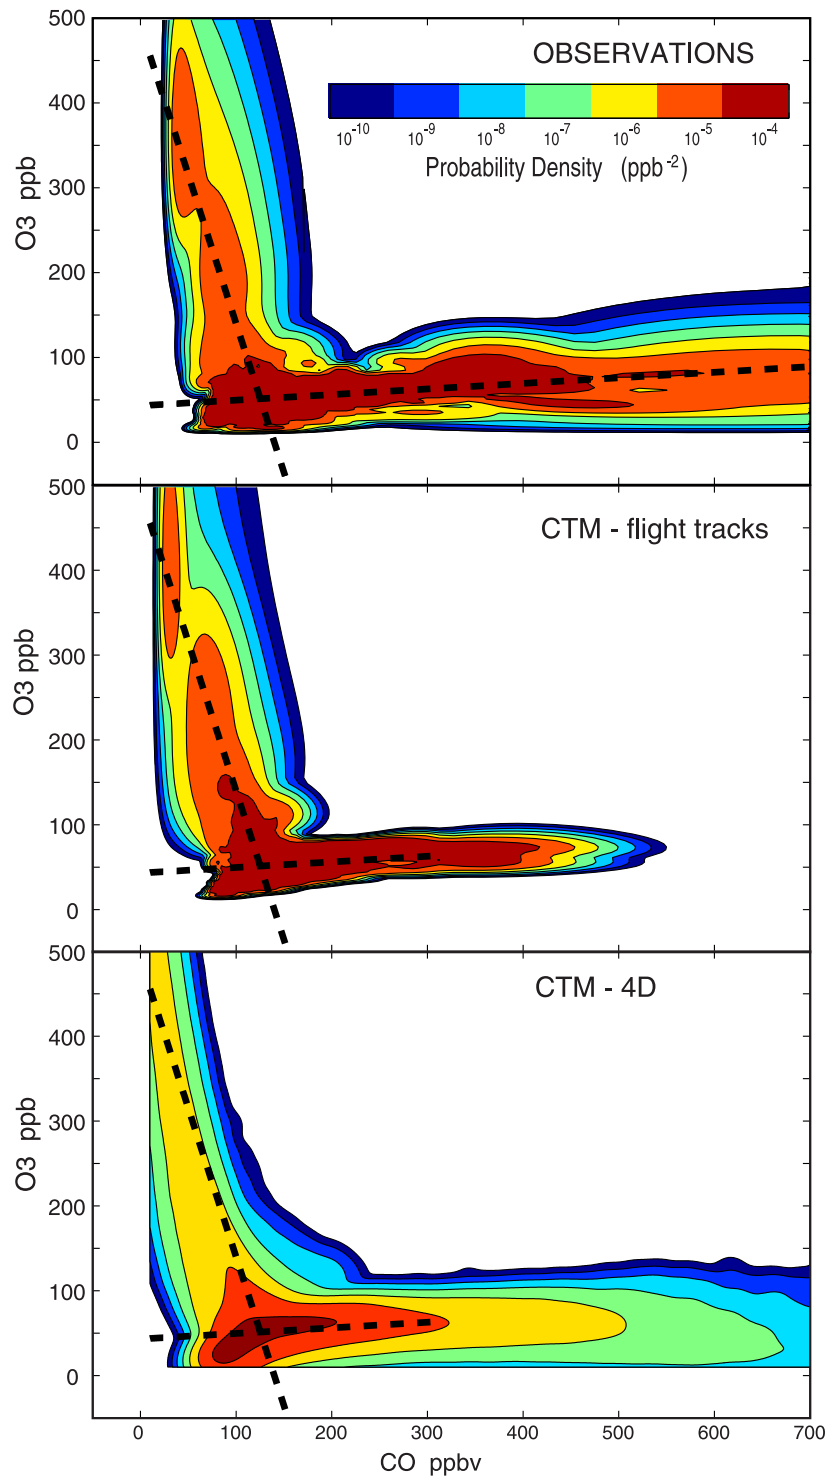 500
400
300
200
100
0
O3 ppb
OBSERVATIONS
10-10 10-9 10-8 10-7 10-6 10-5 10-4
Probability Density (ppb-2)
500
400
300
200
100
0
O3 ppb
CTM - flight tracks
500
400
300
200
100
0
O3 ppb
CTM - 4D
0 100 200 300 400 500 600 700
CO ppbv